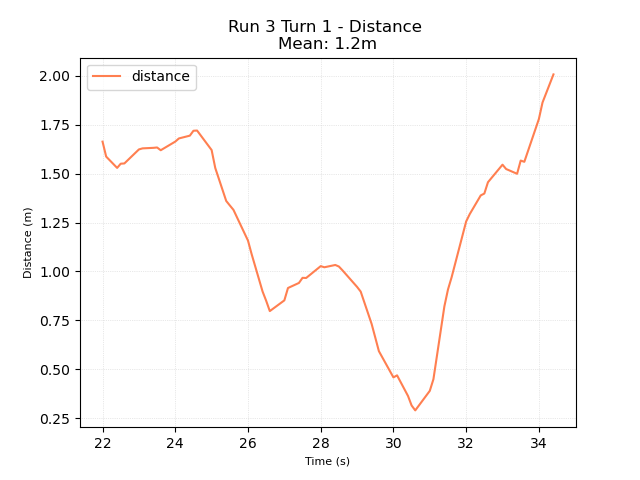 Run 3 Turn 1 - Distance
Mean: 1.2m
distance
2.00
1.75
1.50
1.25
1.00
0.75
0.50
0.25
Distance (m)
22 24 26 28 30 32 34
Time (s)